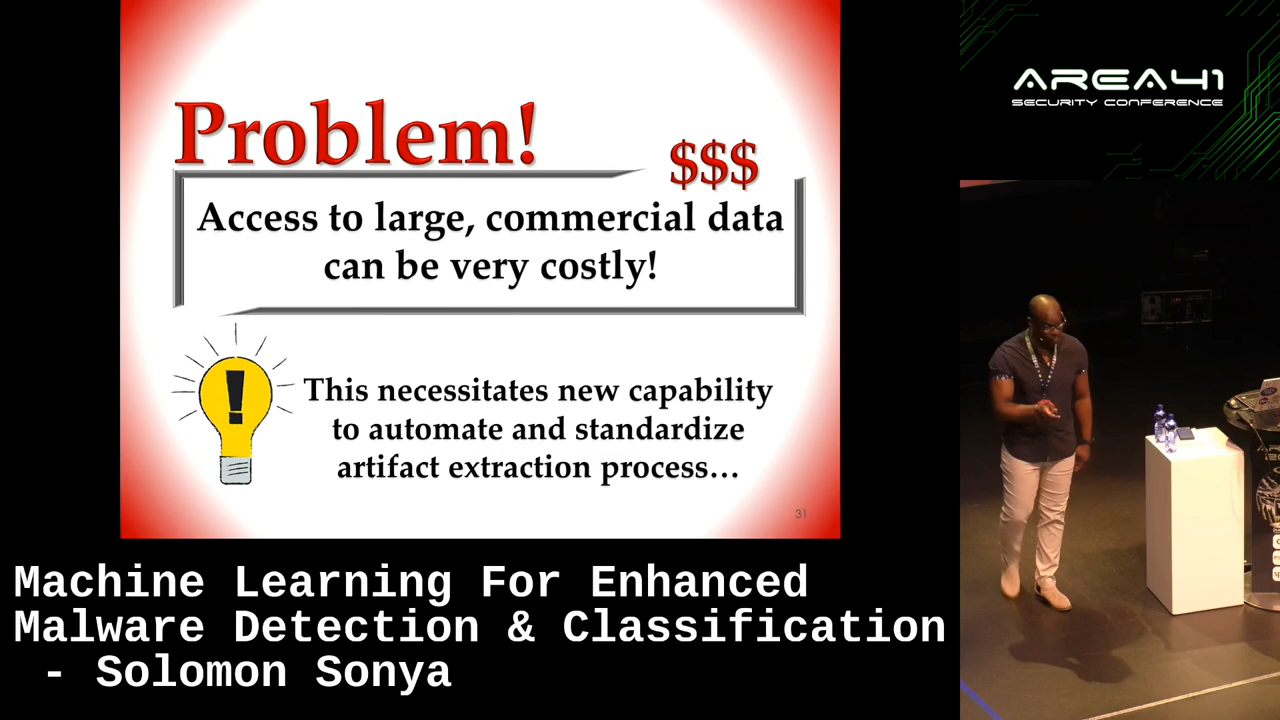 Problem!
$$$
Access to large, commercial data
can be very costly!
This necessitates new capability
to automate and standardize
artifact extraction process...
31
Machine Learning For Enhanced
Malware Detection & Classification
- Solomon Sonya
AREA41
SECURITY CONFERENCE